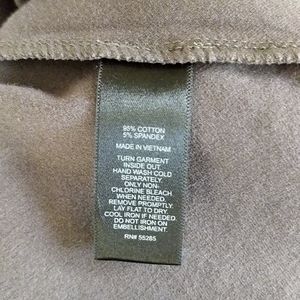 95% COTTON
5% SPANDEX
MADE IN VIETNAM
TURN GARMENT
INSIDE OUT.
HAND WASH COLD
SEPARATELY.
ONLY NON-
CHLORINE BLEACH
WHEN NEEDED.
REMOVE PROMPTLY.
LAY FLAT TO DRY.
COOL IRON IF NEEDED.
DO NOT IRON ON
EMBELLISHMENT.
RN# 55285